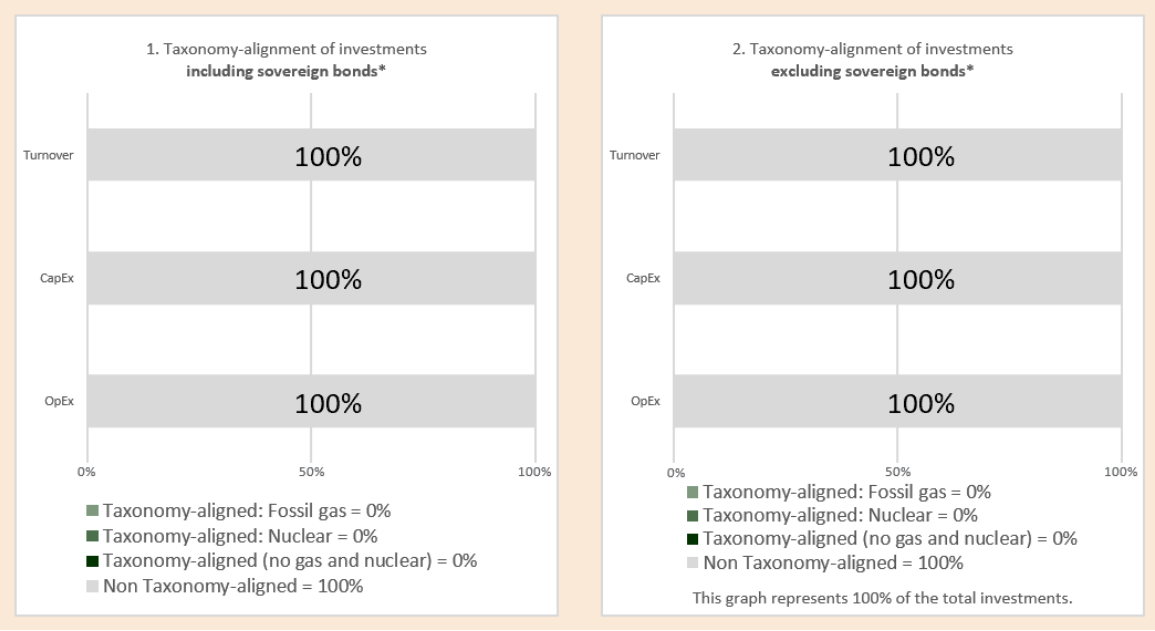 1. Taxonomy-alignment of investments
including sovereign bonds*
Turnover
100%
CapEx
100%
OpEx
100%
0%
50%
100%
Taxonomy-aligned: Fossil gas = 0%
Taxonomy-aligned: Nuclear = 0%
Taxonomy-aligned (no gas and nuclear) = 0%
Non Taxonomy-aligned = 100%
2. Taxonomy-alignment of investments
excluding sovereign bonds*
Turnover
100%
CapEx
100%
OpEx
100%
0%
50%
100%
Taxonomy-aligned: Fossil gas = 0%
Taxonomy-aligned: Nuclear = 0%
Taxonomy-aligned (no gas and nuclear) = 0%
Non Taxonomy-aligned = 100%
This graph represents 100% of the total investments.